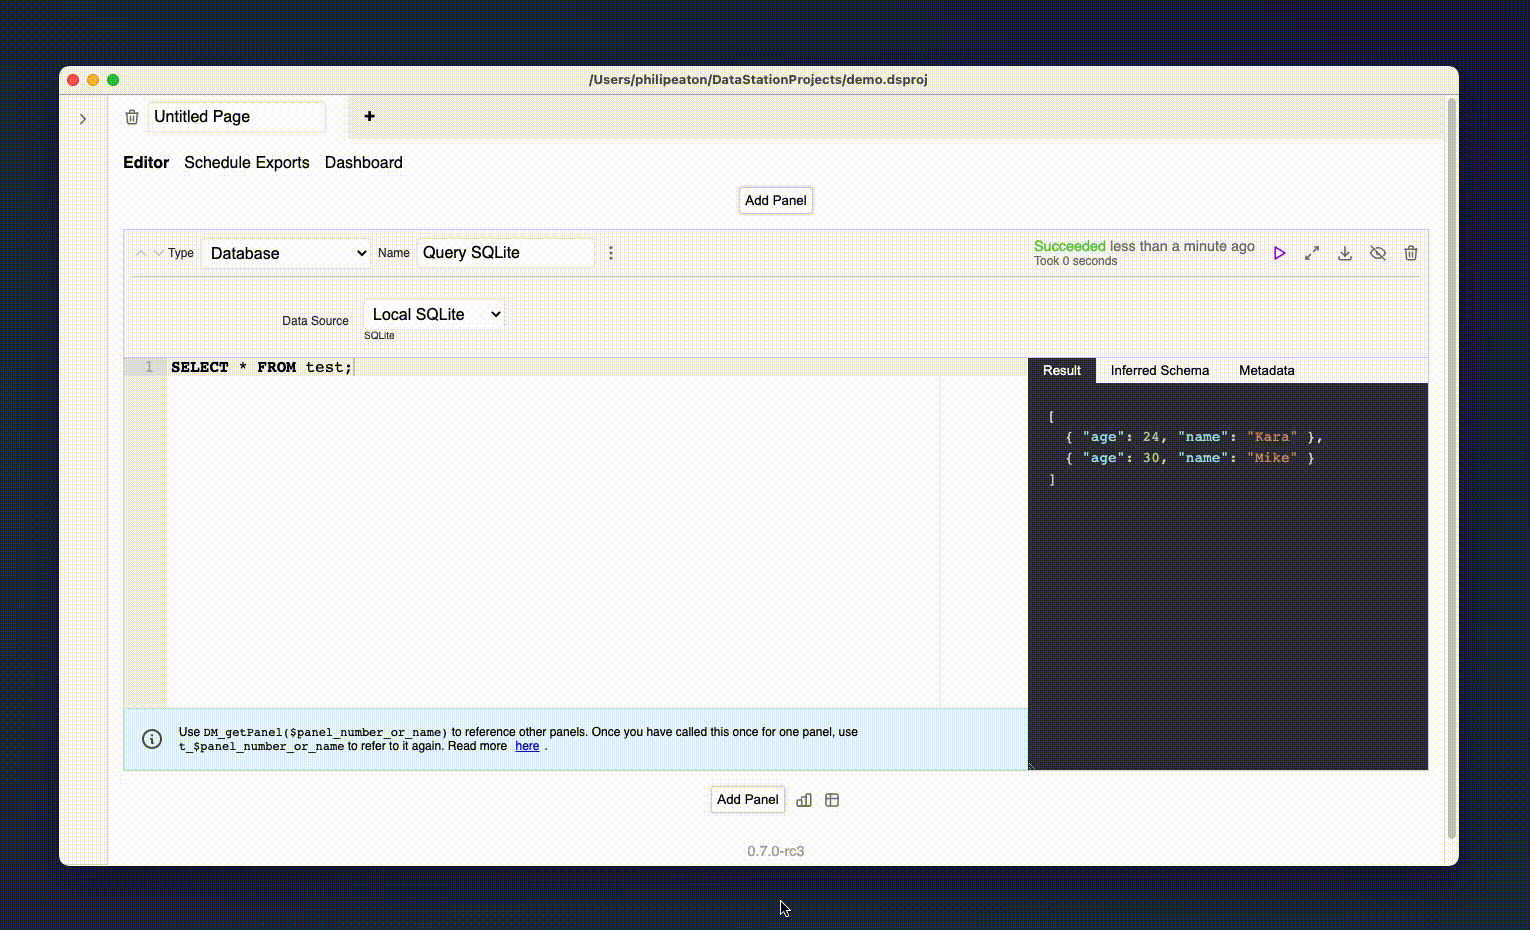 /Users/philipeaton/DataStationProjects/demo.dsproj
Untitled Page +
Editor Schedule Exports Dashboard
Add Panel
Type Database Name Query SQLite
Succeeded less than a minute ago
Took 0 seconds
Data Source Local SQLite
SQLite
1 SELECT * FROM test;
Result Inferred Schema Metadata
[
{ "age": 24, "name": "Kara" },
{ "age": 30, "name": "Mike" }
]
Use DM_getPanel($panel_number_or_name) to reference other panels. Once you have called this once for one panel, use
t_$panel_number_or_name to refer to it again. Read more here .
Add Panel
0.7.0-rc3